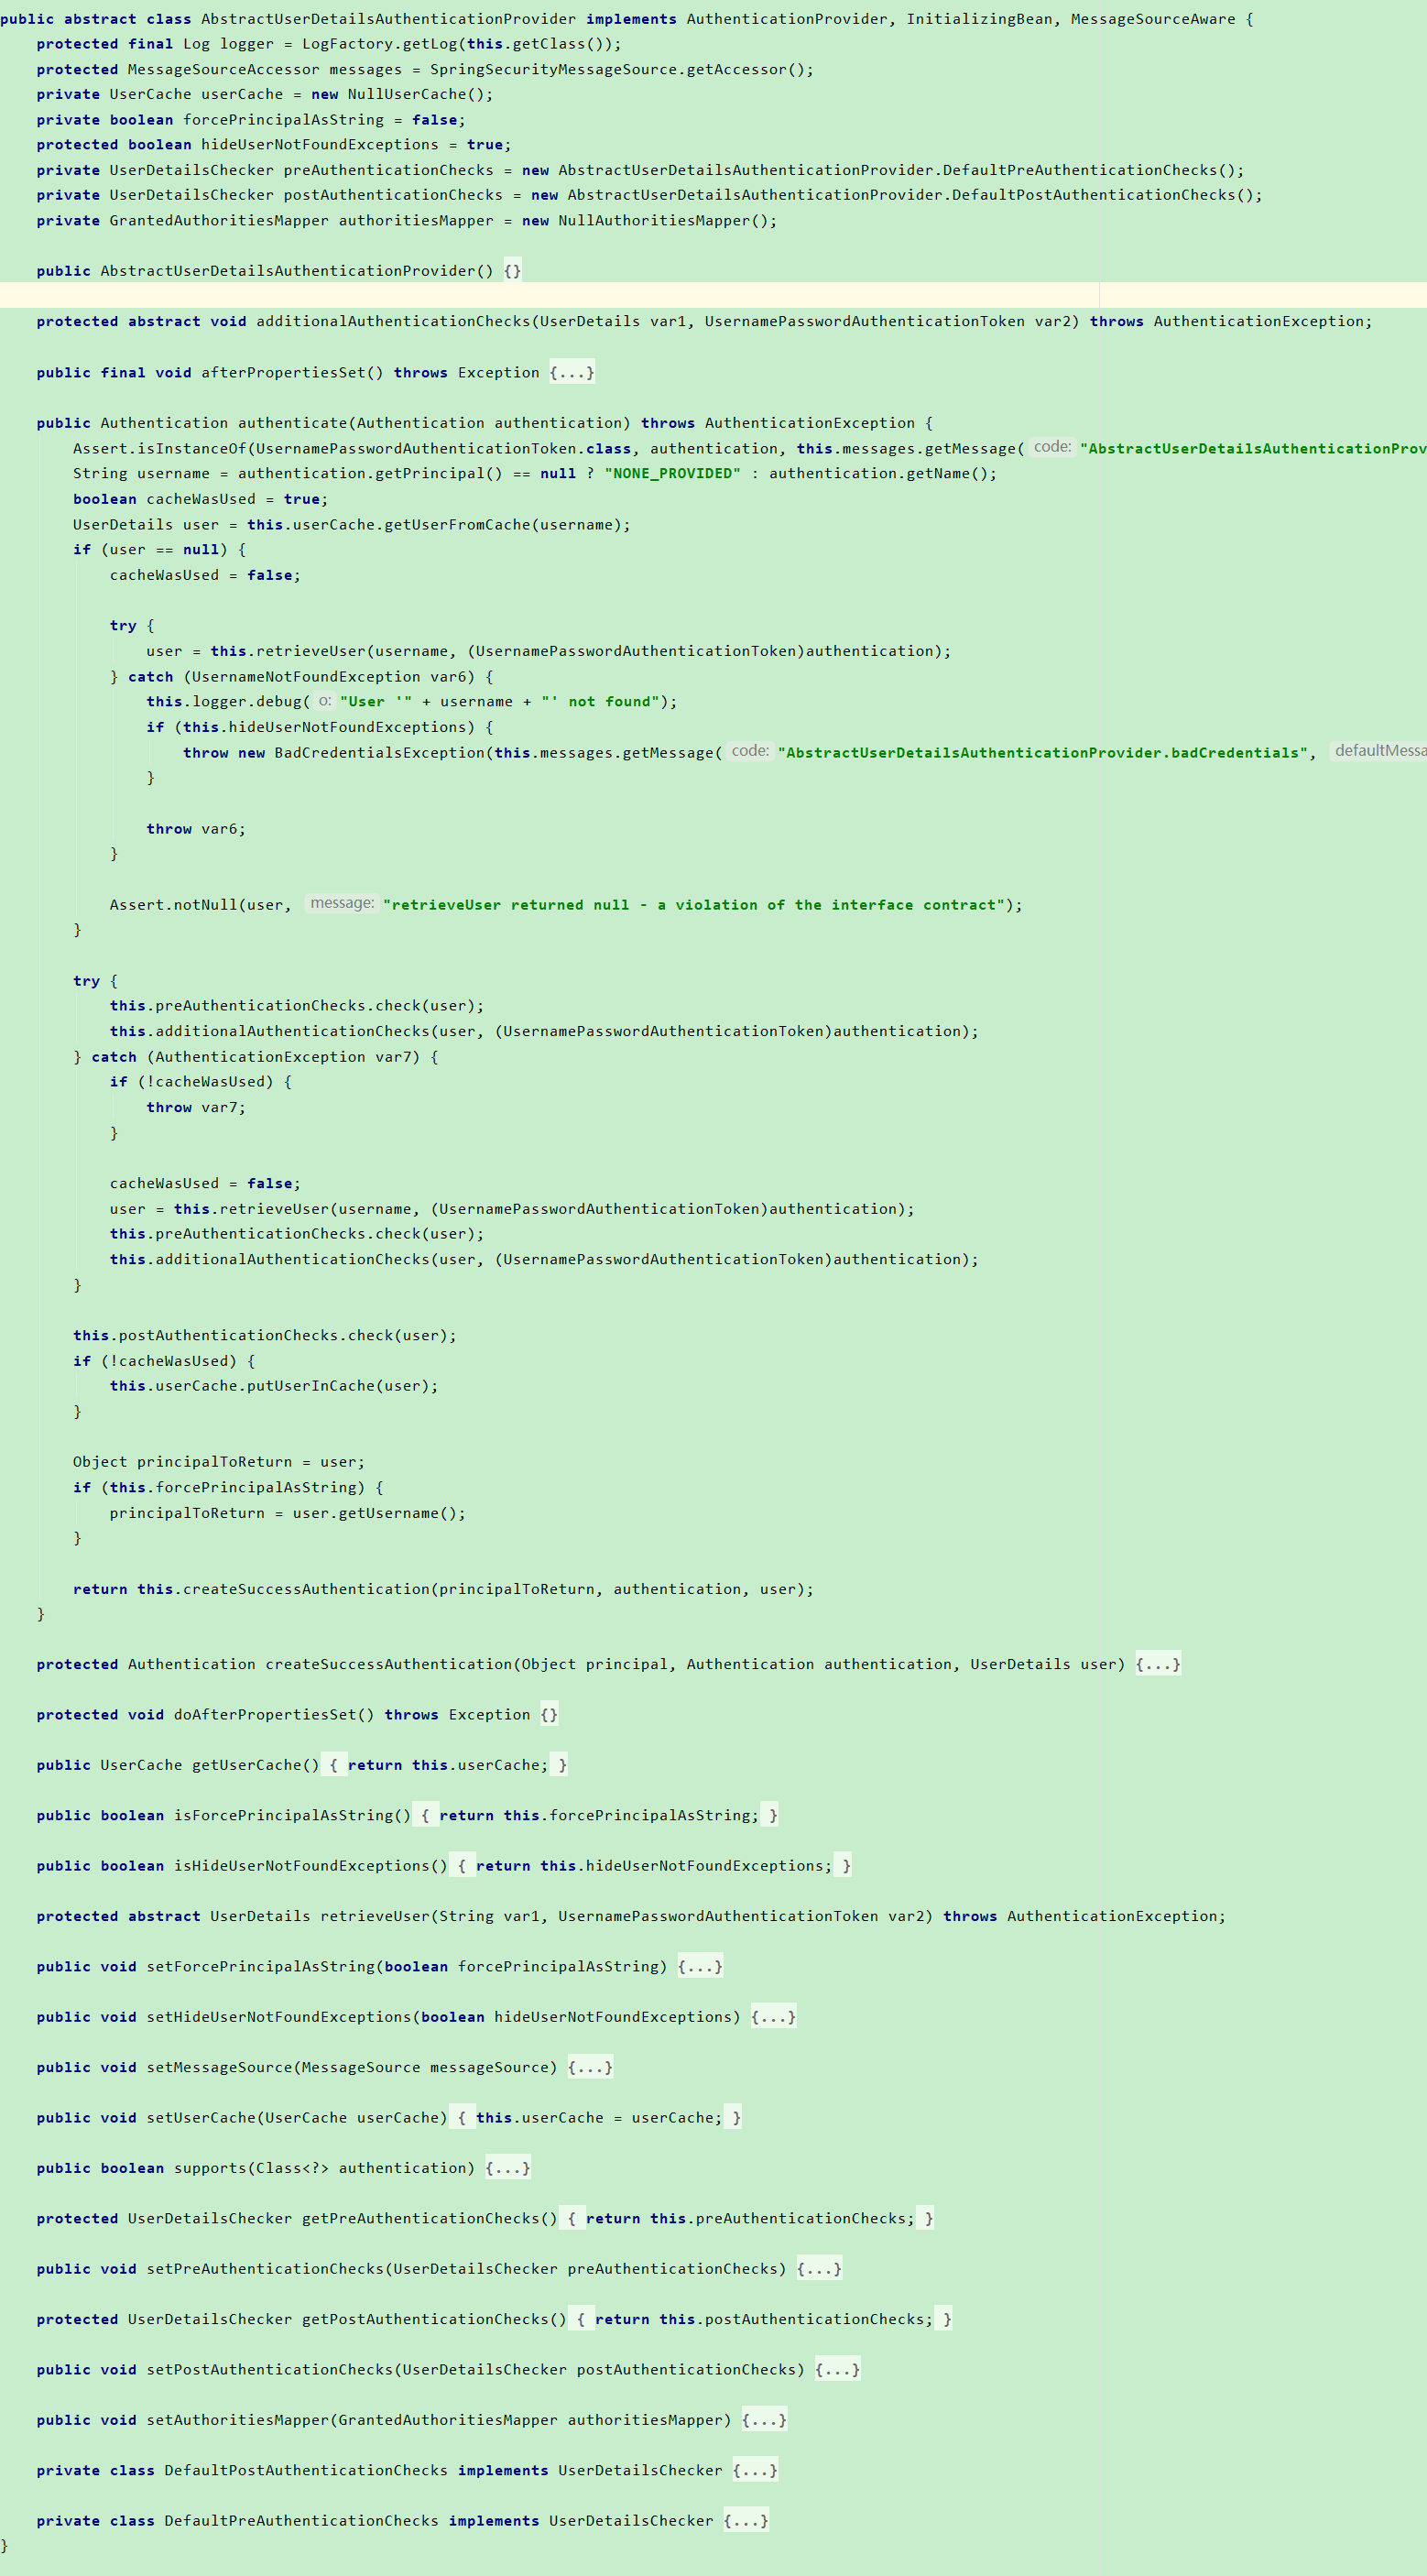 public abstract class AbstractUserDetailsAuthenticationProvider implements AuthenticationProvider, InitializingBean, MessageSourceAware {
    protected final Log logger = LogFactory.getLog(this.getClass());
    protected MessageSourceAccessor messages = SpringSecurityMessageSource.getAccessor();
    private UserCache userCache = new NullUserCache();
    private boolean forcePrincipalAsString = false;
    protected boolean hideUserNotFoundExceptions = true;
    private UserDetailsChecker preAuthenticationChecks = new AbstractUserDetailsAuthenticationProvider.DefaultPreAuthenticationChecks();
    private UserDetailsChecker postAuthenticationChecks = new AbstractUserDetailsAuthenticationProvider.DefaultPostAuthenticationChecks();
    private GrantedAuthoritiesMapper authoritiesMapper = new NullAuthoritiesMapper();
    public AbstractUserDetailsAuthenticationProvider() {}
    protected abstract void additionalAuthenticationChecks(UserDetails var1, UsernamePasswordAuthenticationToken var2) throws AuthenticationException;
    public final void afterPropertiesSet() throws Exception {...}
    public Authentication authenticate(Authentication authentication) throws AuthenticationException {
        Assert.isInstanceOf(UsernamePasswordAuthenticationToken.class, authentication, this.messages.getMessage( code: "AbstractUserDetailsAuthenticationProv
        String username = authentication.getPrincipal() == null ? "NONE_PROVIDED" : authentication.getName();
        boolean cacheWasUsed = true;
        UserDetails user = this.userCache.getUserFromCache(username);
        if (user == null) {
            cacheWasUsed = false;
            try {
                user = this.retrieveUser(username, (UsernamePasswordAuthenticationToken)authentication);
            } catch (UsernameNotFoundException var6) {
                this.logger.debug( o: "User '" + username + "' not found");
                if (this.hideUserNotFoundExceptions) {
                    throw new BadCredentialsException(this.messages.getMessage( code: "AbstractUserDetailsAuthenticationProvider.badCredentials", defaultMessa
                }
                throw var6;
            }
            Assert.notNull(user, message: "retrieveUser returned null - a violation of the interface contract");
        }
        try {
            this.preAuthenticationChecks.check(user);
            this.additionalAuthenticationChecks(user, (UsernamePasswordAuthenticationToken)authentication);
        } catch (AuthenticationException var7) {
            if (!cacheWasUsed) {
                throw var7;
            }
            cacheWasUsed = false;
            user = this.retrieveUser(username, (UsernamePasswordAuthenticationToken)authentication);
            this.preAuthenticationChecks.check(user);
            this.additionalAuthenticationChecks(user, (UsernamePasswordAuthenticationToken)authentication);
        }
        this.postAuthenticationChecks.check(user);
        if (!cacheWasUsed) {
            this.userCache.putUserInCache(user);
        }
        Object principalToReturn = user;
        if (this.forcePrincipalAsString) {
            principalToReturn = user.getUsername();
        }
        return this.createSuccessAuthentication(principalToReturn, authentication, user);
    }
    protected Authentication createSuccessAuthentication(Object principal, Authentication authentication, UserDetails user) {...}
    protected void doAfterPropertiesSet() throws Exception {}
    public UserCache getUserCache() { return this.userCache; }
    public boolean isForcePrincipalAsString() { return this.forcePrincipalAsString; }
    public boolean isHideUserNotFoundExceptions() { return this.hideUserNotFoundExceptions; }
    protected abstract UserDetails retrieveUser(String var1, UsernamePasswordAuthenticationToken var2) throws AuthenticationException;
    public void setForcePrincipalAsString(boolean forcePrincipalAsString) {...}
    public void setHideUserNotFoundExceptions(boolean hideUserNotFoundExceptions) {...}
    public void setMessageSource(MessageSource messageSource) {...}
    public void setUserCache(UserCache userCache) { this.userCache = userCache; }
    public boolean supports(Class<?> authentication) {...}
    protected UserDetailsChecker getPreAuthenticationChecks() { return this.preAuthenticationChecks; }
    public void setPreAuthenticationChecks(UserDetailsChecker preAuthenticationChecks) {...}
    protected UserDetailsChecker getPostAuthenticationChecks() { return this.postAuthenticationChecks; }
    public void setPostAuthenticationChecks(UserDetailsChecker postAuthenticationChecks) {...}
    public void setAuthoritiesMapper(GrantedAuthoritiesMapper authoritiesMapper) {...}
    private class DefaultPostAuthenticationChecks implements UserDetailsChecker {...}
    private class DefaultPreAuthenticationChecks implements UserDetailsChecker {...}
}